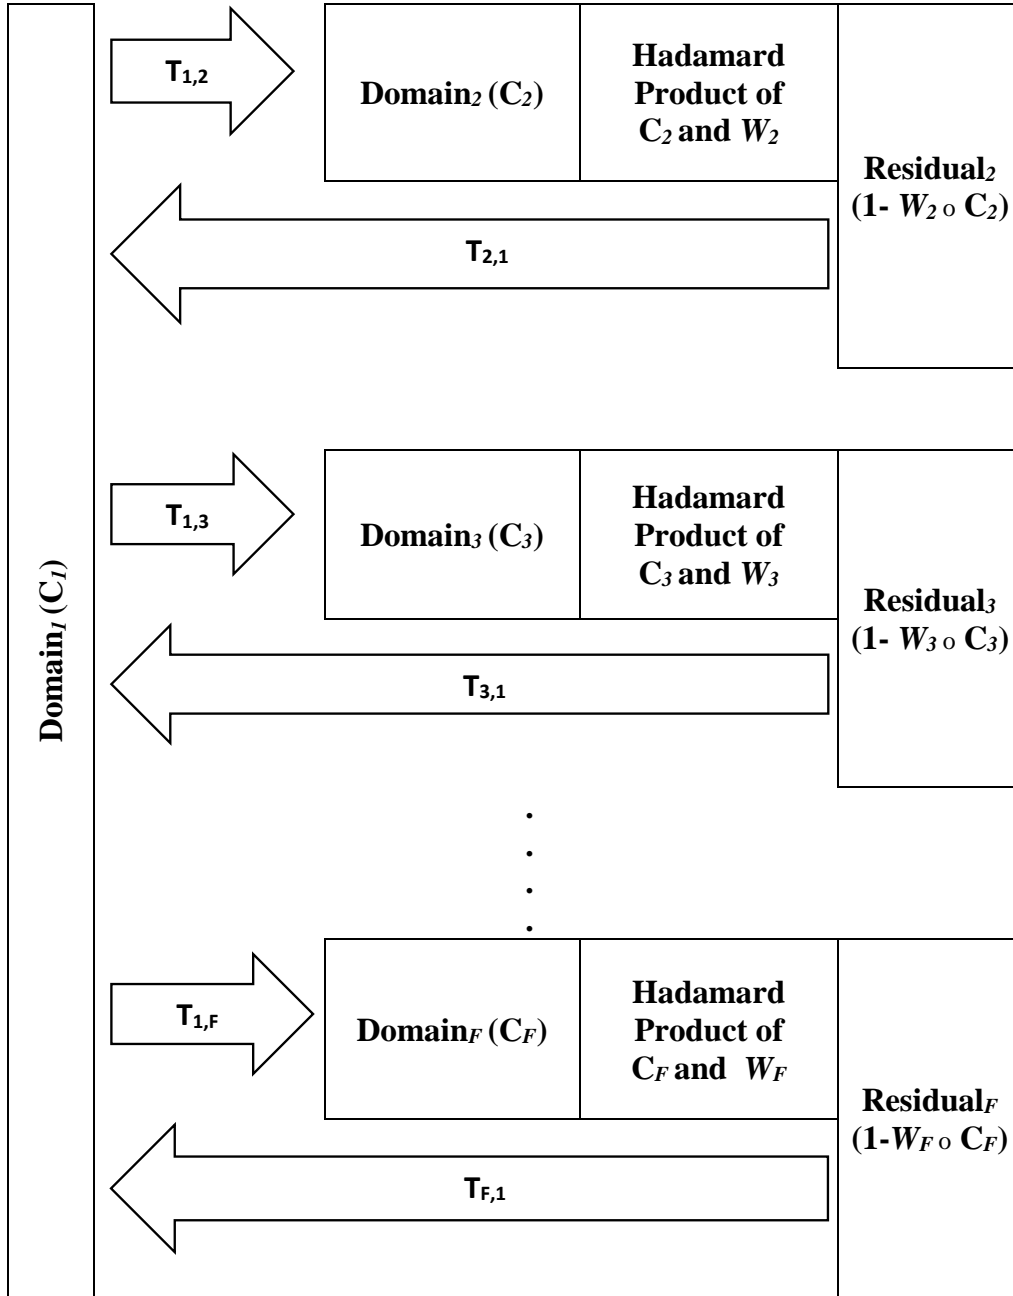 Domain1 (C1)
T1,2
Domain2 (C2)
Hadamard
Product of
C2 and W2
Residual2
(1- W2 o C2)
T2,1
T1,3
Domain3 (C3)
Hadamard
Product of
C3 and W3
Residual3
(1- W3 o C3)
T3,1
.
.
.
.
T1,F
DomainF (CF)
Hadamard
Product of
CF and WF
ResidualF
(1-WF o CF)
TF,1